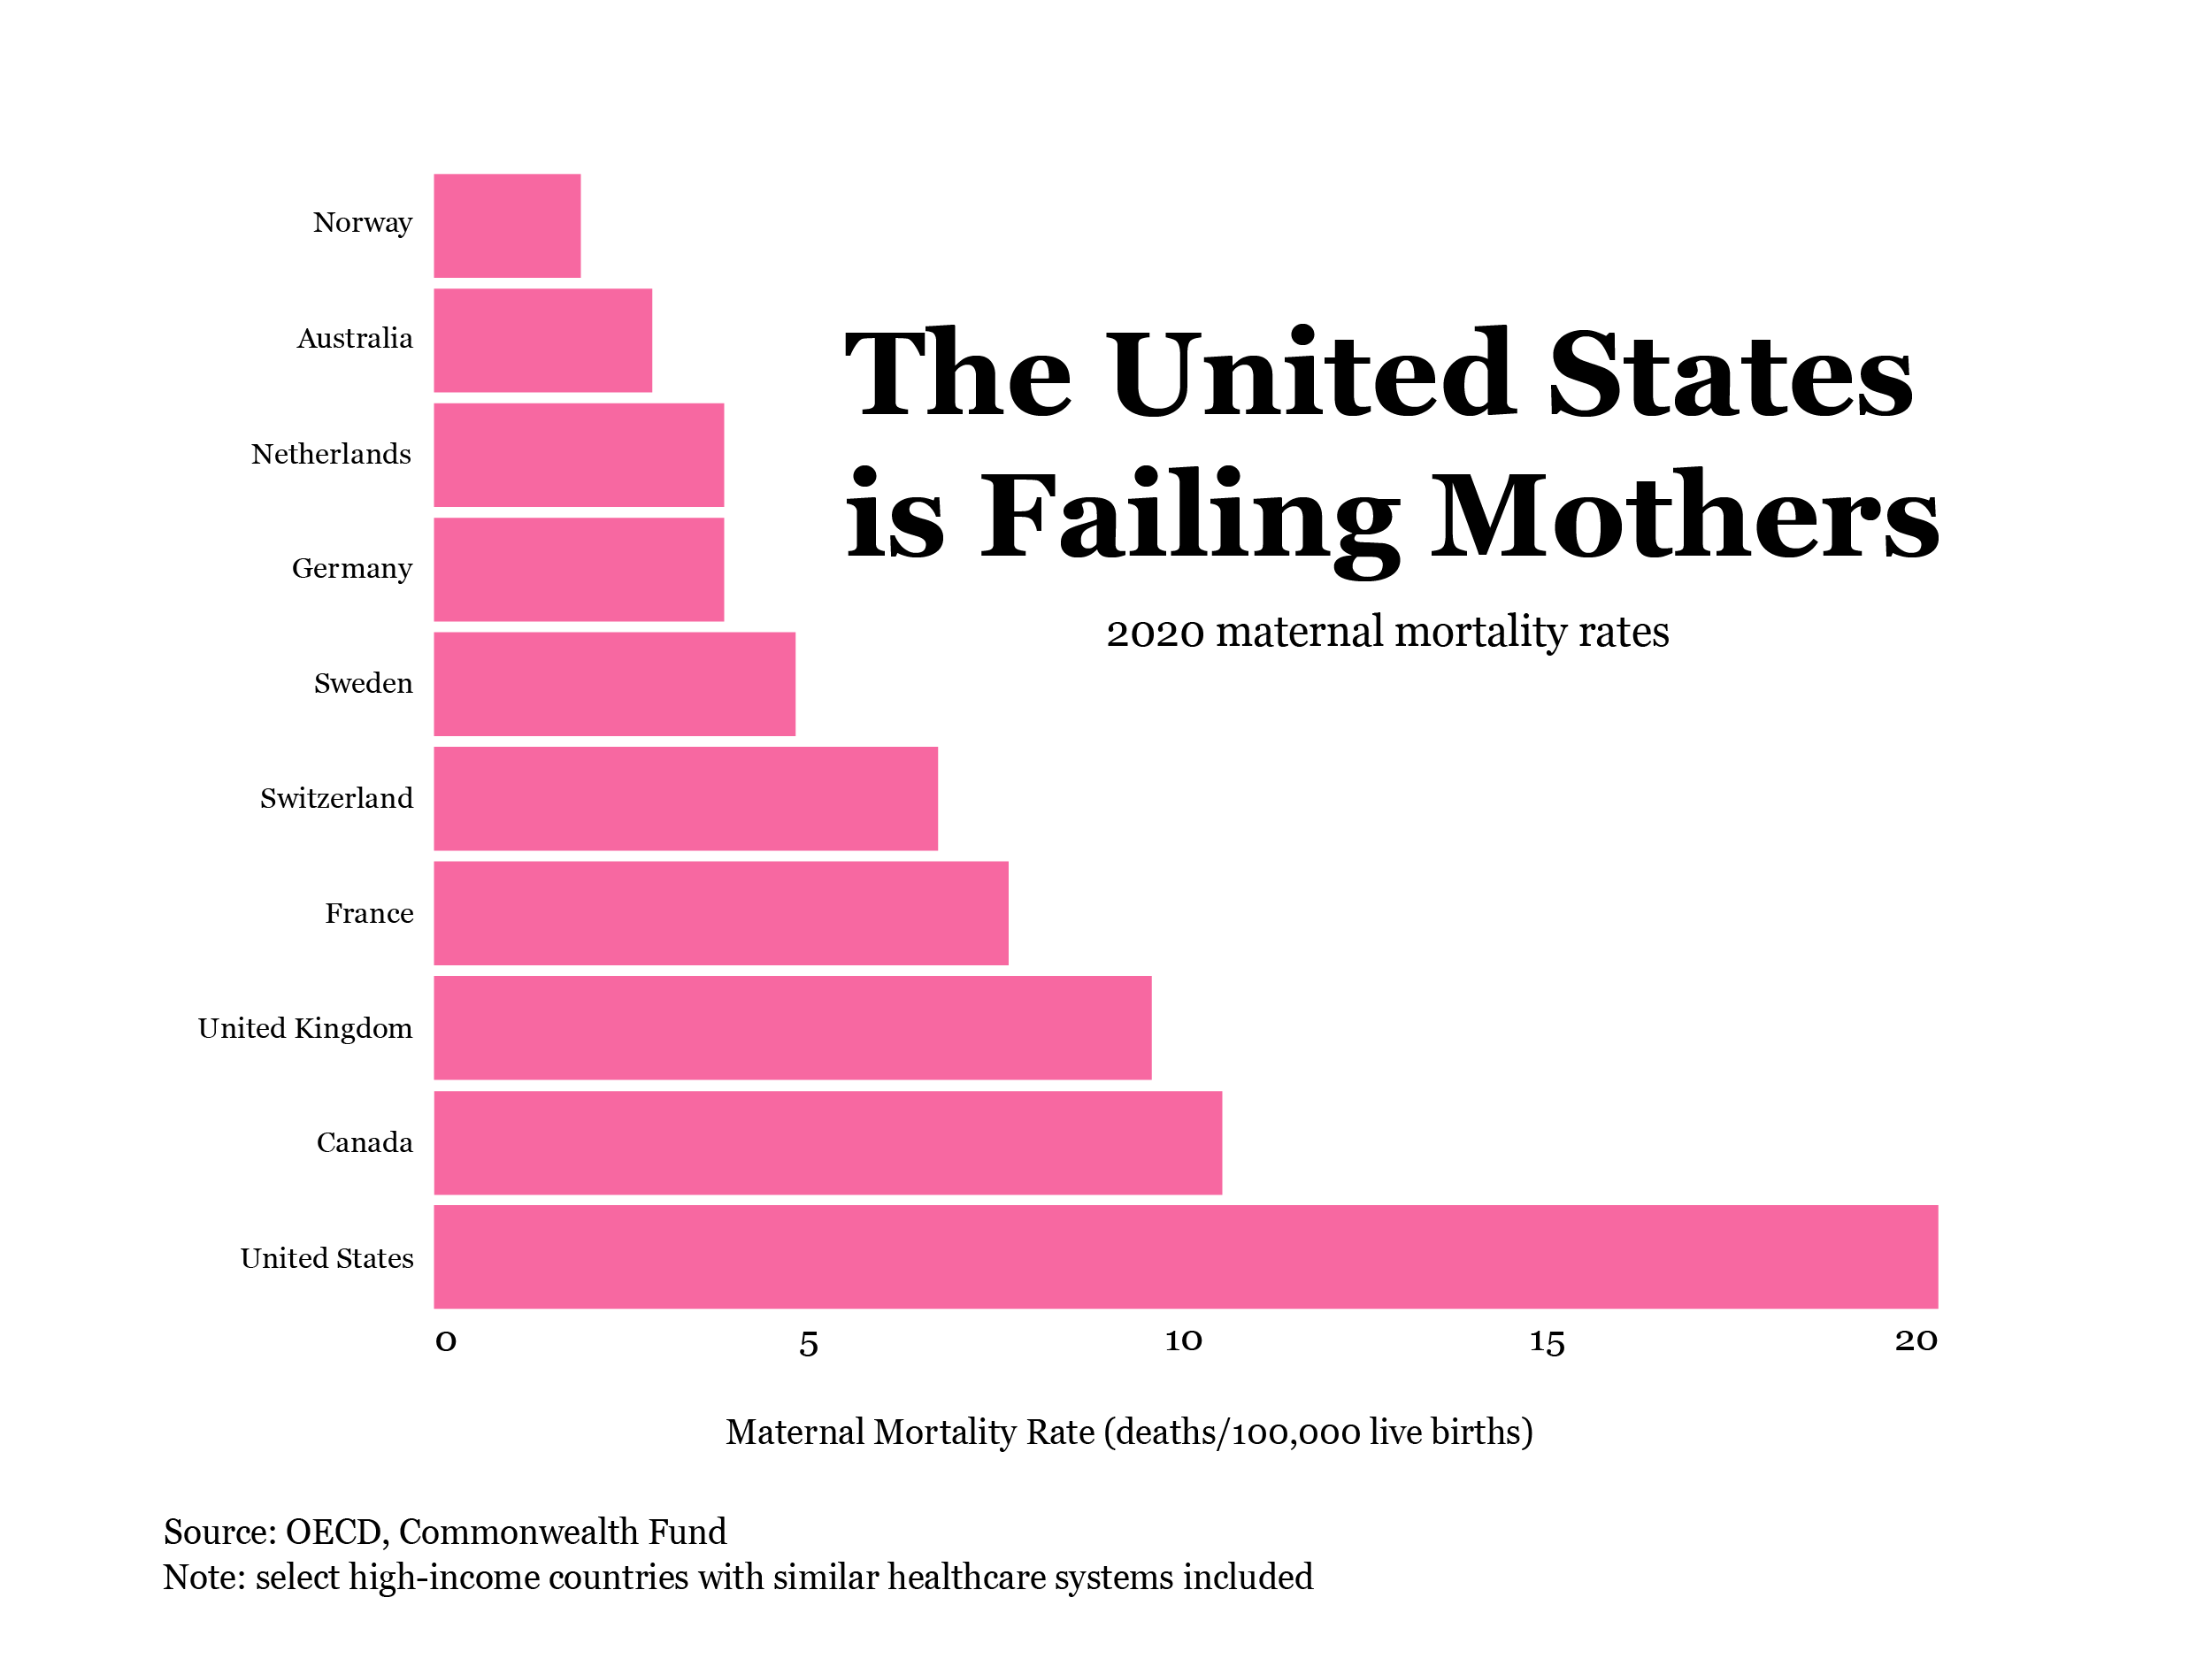 The United States
is Failing Mothers
2020 maternal mortality rates
Norway
Australia
Netherlands
Germany
Sweden
Switzerland
France
United Kingdom
Canada
United States
0 5 10 15 20
Maternal Mortality Rate (deaths/100,000 live births)
Source: OECD, Commonwealth Fund
Note: select high-income countries with similar healthcare systems included